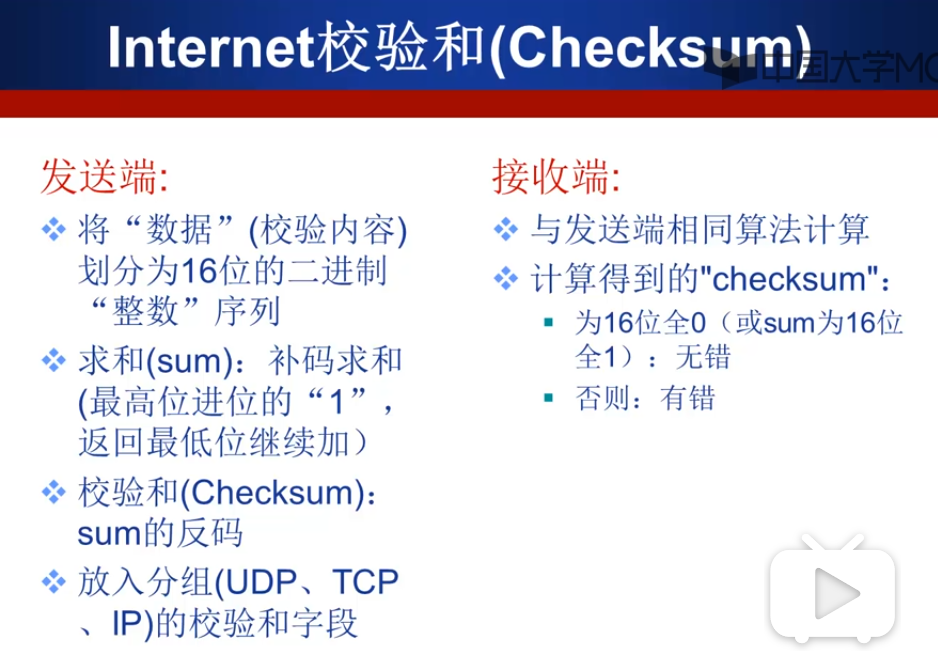 Internet校验和(Checksum)
中国大学MO
发送端:
❖ 将“数据”(校验内容)
划分为16位的二进制
“整数”序列
❖ 求和(sum)：补码求和
(最高位进位的“1”，
返回最低位继续加）
❖ 校验和(Checksum)：
sum的反码
❖ 放入分组(UDP、TCP
、IP)的校验和字段
接收端:
❖ 与发送端相同算法计算
❖ 计算得到的"checksum"：
▪ 为16位全0（或sum为16位
全1）：无错
▪ 否则：有错